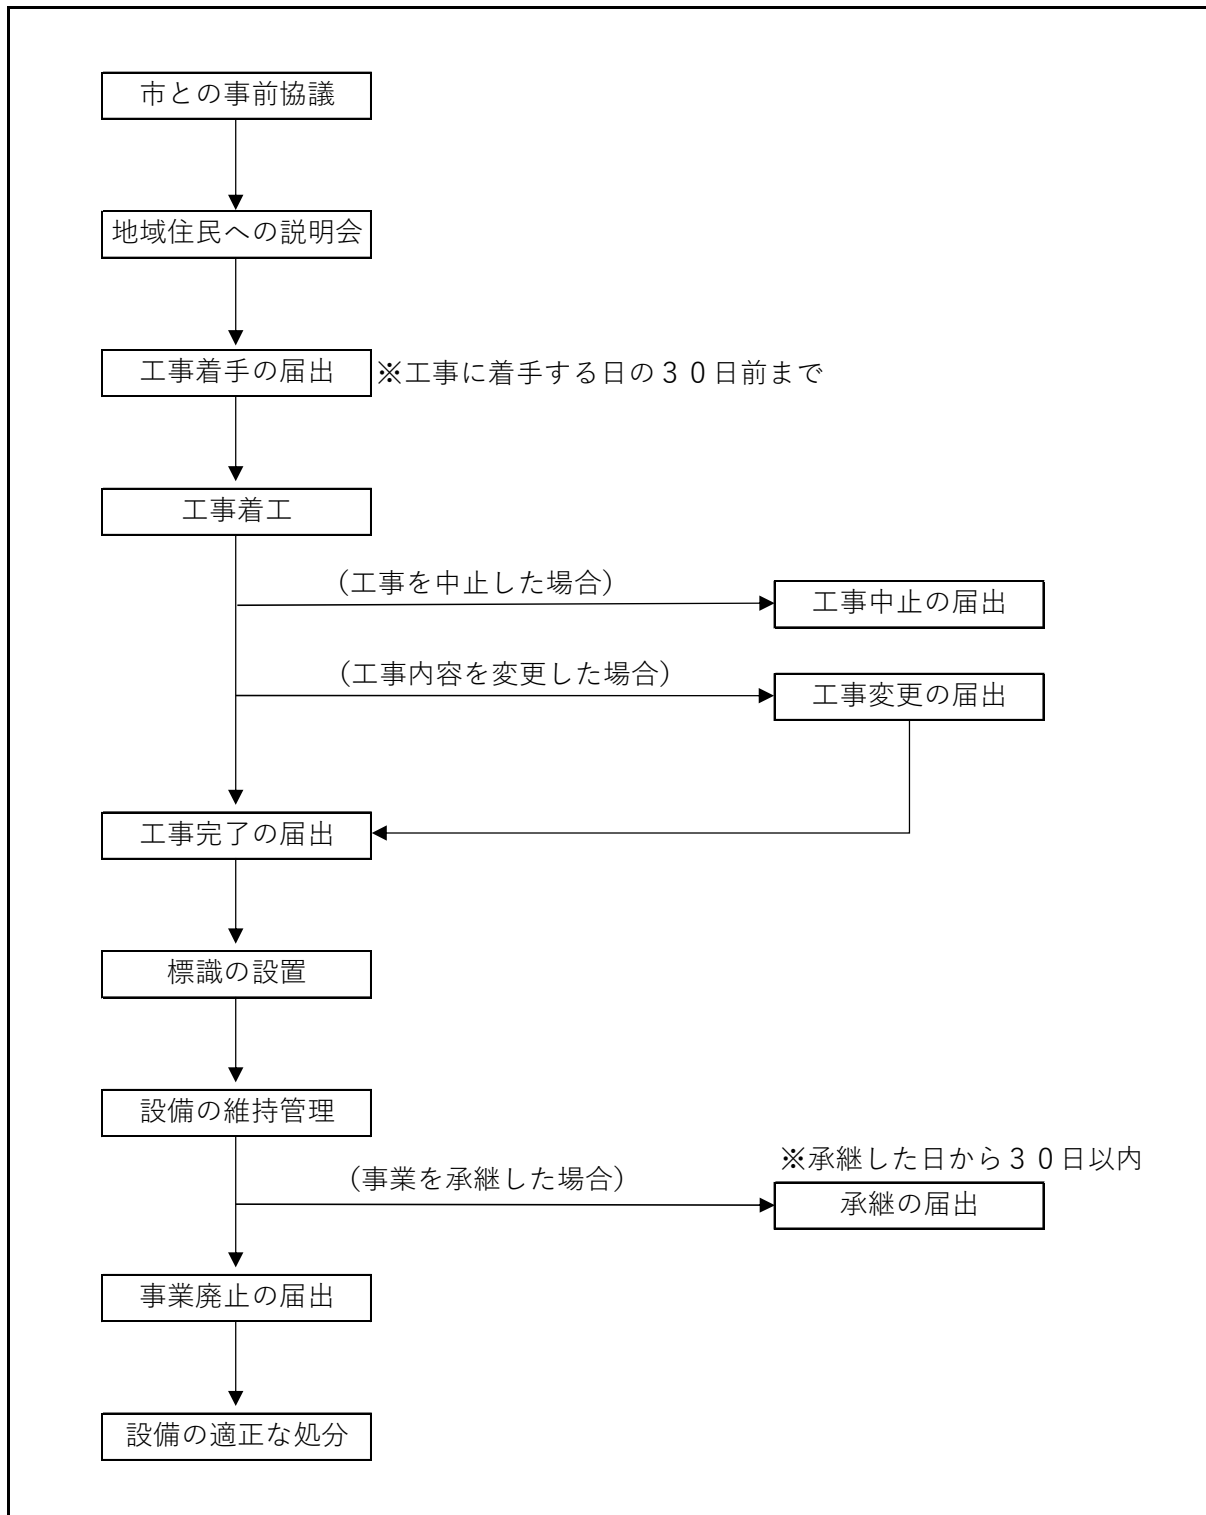 市との事前協議
地域住民への説明会
工事着手の届出 ※工事に着手する日の３０日前まで
工事着工
（工事を中止した場合）
工事中止の届出
（工事内容を変更した場合）
工事変更の届出
工事完了の届出
標識の設置
設備の維持管理
※承継した日から３０日以内
（事業を承継した場合）
承継の届出
事業廃止の届出
設備の適正な処分